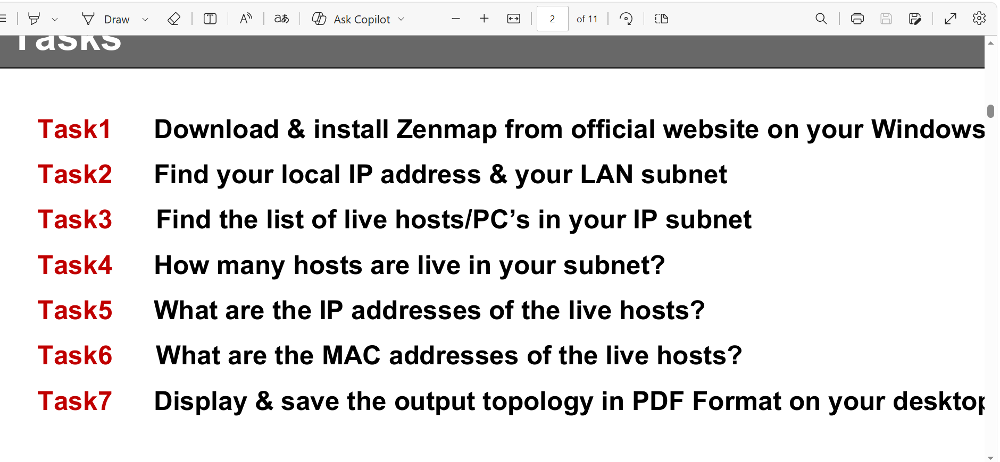 Draw
T
A
aあ
Ask Copilot
2 of 11
Tasks
Task1 Download & install Zenmap from official website on your Windows
Task2 Find your local IP address & your LAN subnet
Task3 Find the list of live hosts/PC’s in your IP subnet
Task4 How many hosts are live in your subnet?
Task5 What are the IP addresses of the live hosts?
Task6 What are the MAC addresses of the live hosts?
Task7 Display & save the output topology in PDF Format on your desktop